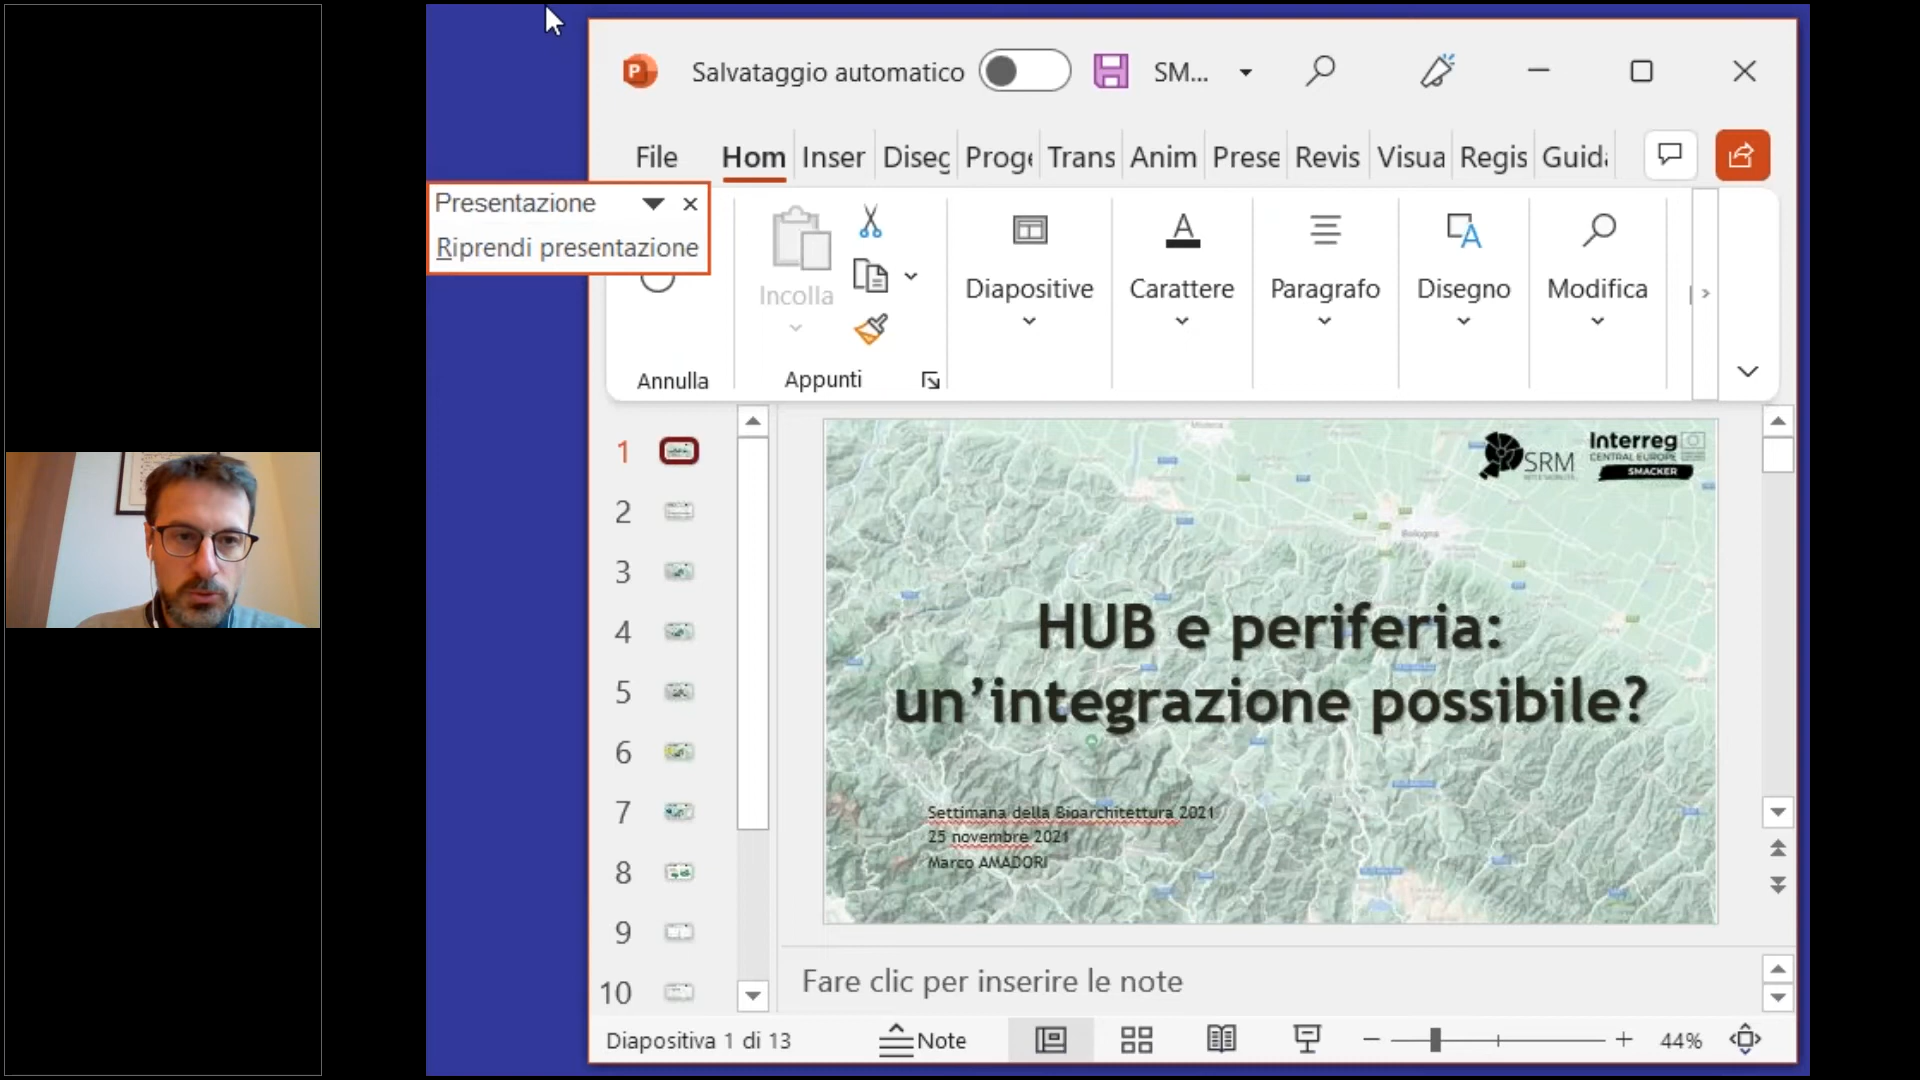 Salvataggio automatico
SM...
File
Hom
Inser
Diseg
Proge
Trans
Anim
Prese
Revis
Visua
Regis
Guid
Presentazione
Riprendi presentazione
Incolla
Diapositive
Carattere
Paragrafo
Disegno
Modifica
Annulla
Appunti
1
2
3
4
5
6
7
8
9
10
SRM
Interreg
CENTRAL EUROPE
SMACKER
Bologna
HUB e periferia:
un’integrazione possibile?
Settimana della Bioarchitettura 2021
25 novembre 2021
Marco AMADORI
Fare clic per inserire le note
Diapositiva 1 di 13
Note
44%